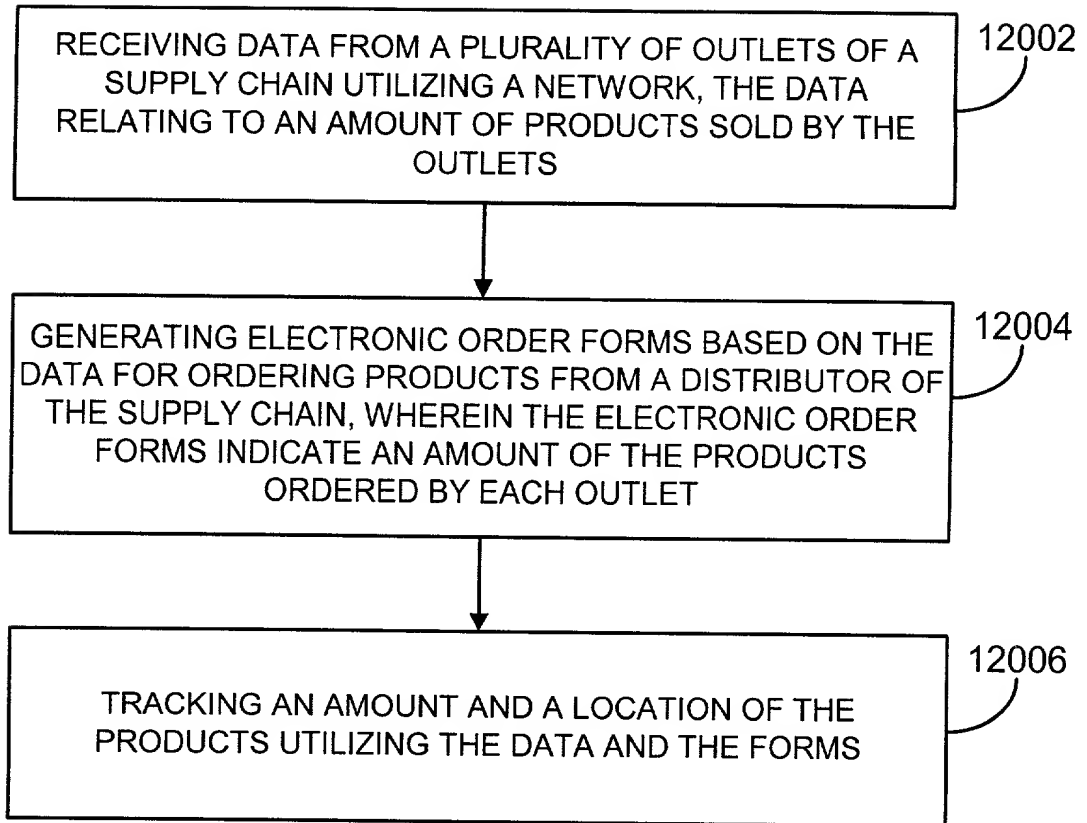 RECEIVING DATA FROM A PLURALITY OF OUTLETS OF A
SUPPLY CHAIN UTILIZING A NETWORK, THE DATA
RELATING TO AN AMOUNT OF PRODUCTS SOLD BY THE
OUTLETS
12002
GENERATING ELECTRONIC ORDER FORMS BASED ON THE
DATA FOR ORDERING PRODUCTS FROM A DISTRIBUTOR OF
THE SUPPLY CHAIN, WHEREIN THE ELECTRONIC ORDER
FORMS INDICATE AN AMOUNT OF THE PRODUCTS
ORDERED BY EACH OUTLET
12004
TRACKING AN AMOUNT AND A LOCATION OF THE
PRODUCTS UTILIZING THE DATA AND THE FORMS
12006